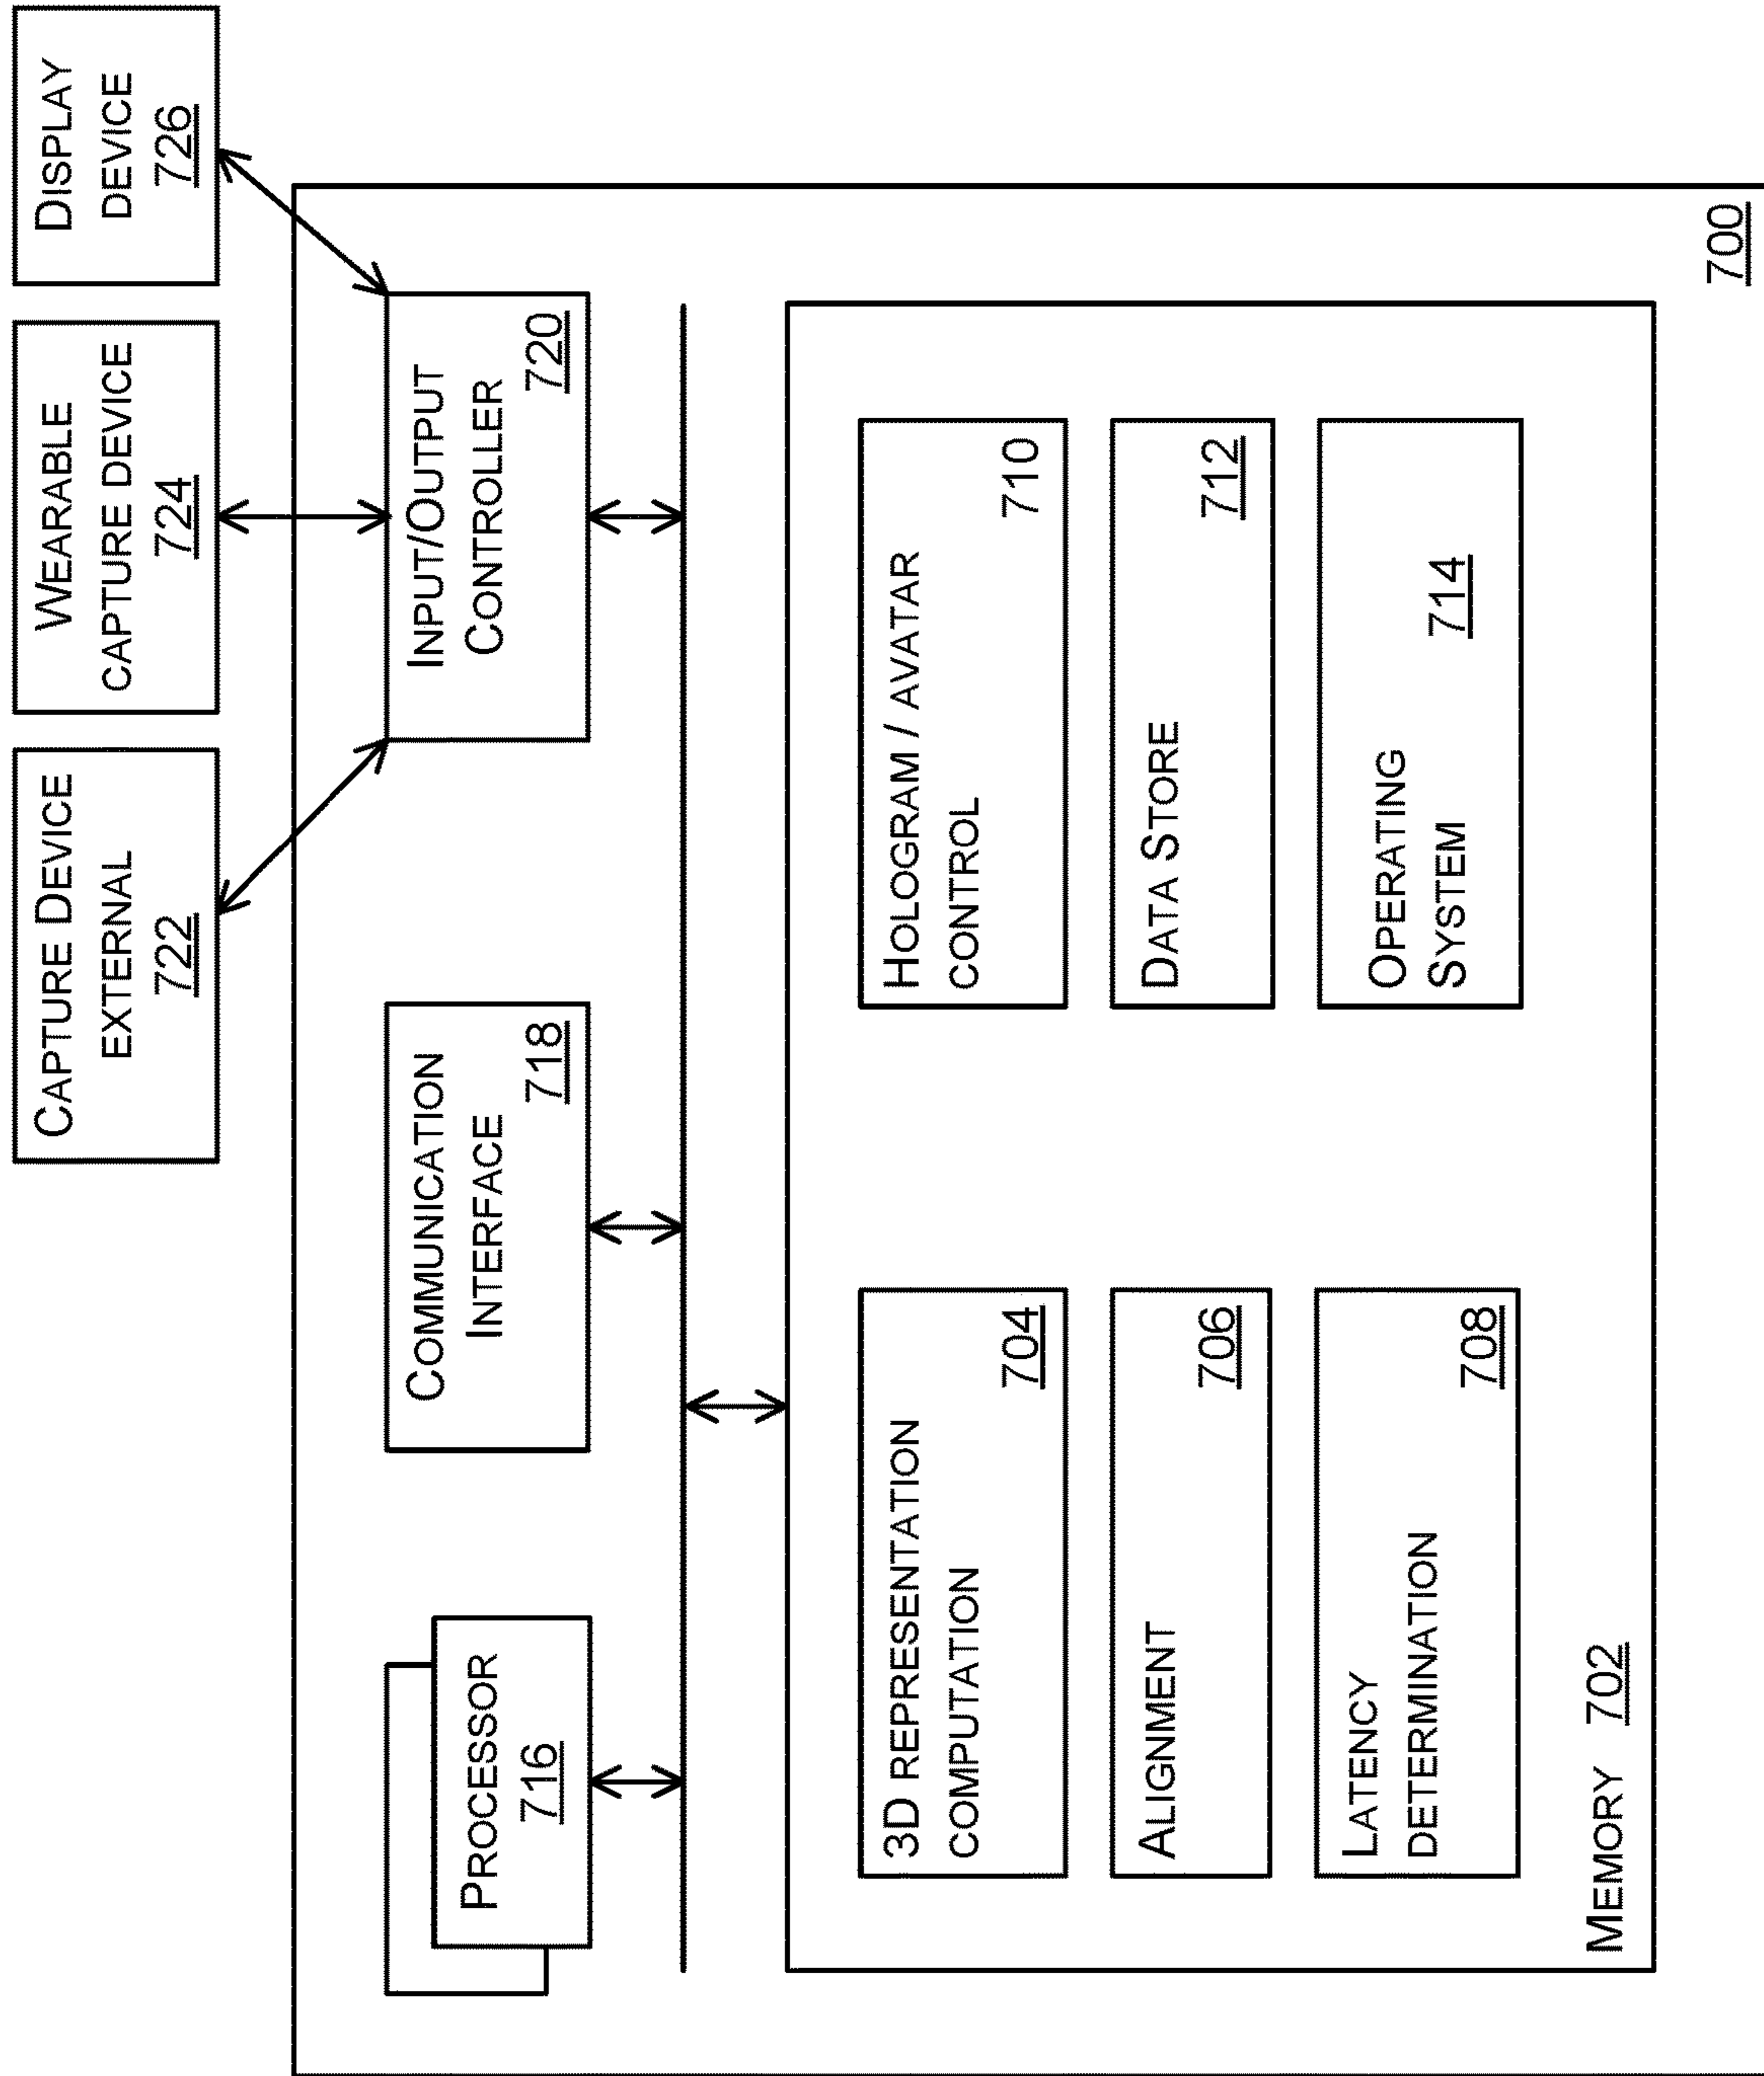 CAPTURE DEVICE
EXTERNAL
722
WEARABLE
CAPTURE DEVICE
724
DISPLAY
DEVICE
726
PROCESSOR
716
COMMUNICATION
INTERFACE
718
INPUT/OUTPUT
CONTROLLER
720
3D REPRESENTATION
COMPUTATION
704
HOLOGRAM / AVATAR
CONTROL
710
ALIGNMENT
706
DATA STORE
712
LATENCY
DETERMINATION
708
OPERATING
SYSTEM
714
MEMORY 702
700